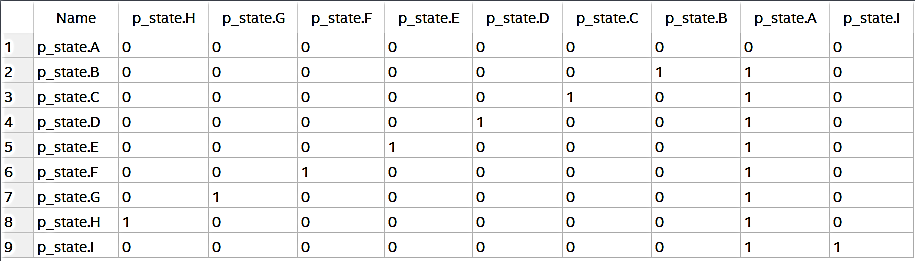 Name p_state.H p_state.G p_state.F p_state.E p_state.D p_state.C p_state.B p_state.A p_state.I
1 p_state.A 0 0 0 0 0 0 0 0 0
2 p_state.B 0 0 0 0 0 0 1 1 0
3 p_state.C 0 0 0 0 0 1 0 1 0
4 p_state.D 0 0 0 0 1 0 0 1 0
5 p_state.E 0 0 0 1 0 0 0 1 0
6 p_state.F 0 0 1 0 0 0 0 1 0
7 p_state.G 0 1 0 0 0 0 0 1 0
8 p_state.H 1 0 0 0 0 0 0 1 0
9 p_state.I 0 0 0 0 0 0 0 1 1